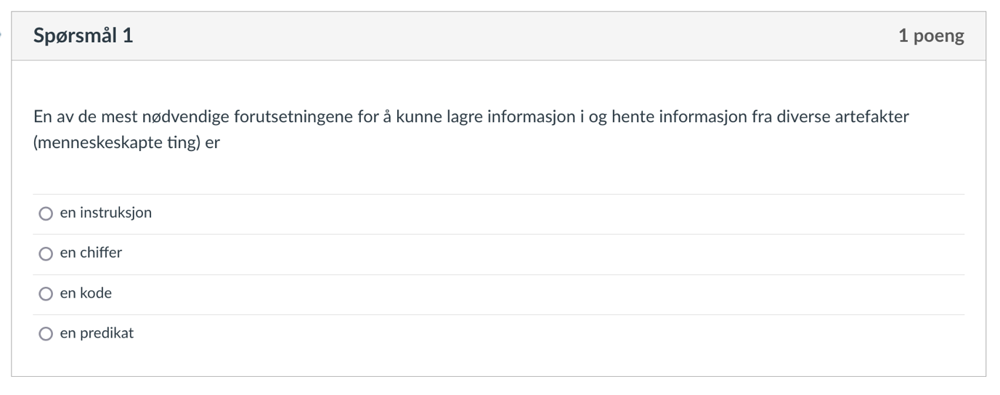 Spørsmål 1
1 poeng
En av de mest nødvendige forutsetningene for å kunne lagre informasjon i og hente informasjon fra diverse artefakter
(menneskeskapte ting) er
en instruksjon
en chiffer
en kode
en predikat